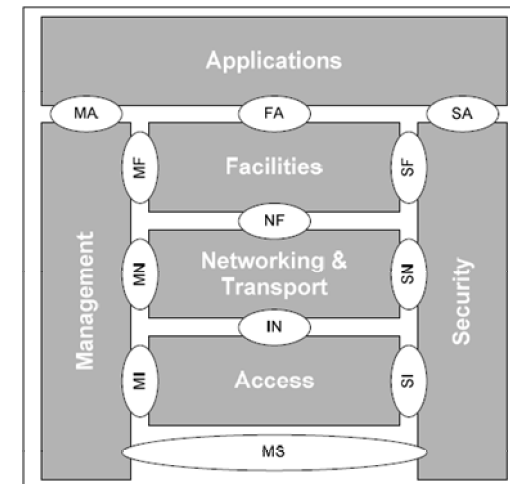 Applications
MA
FA
SA
MF
Facilities
SF
NF
Management
MN
Networking &
Transport
SN
Security
IN
MI
Access
SI
MS